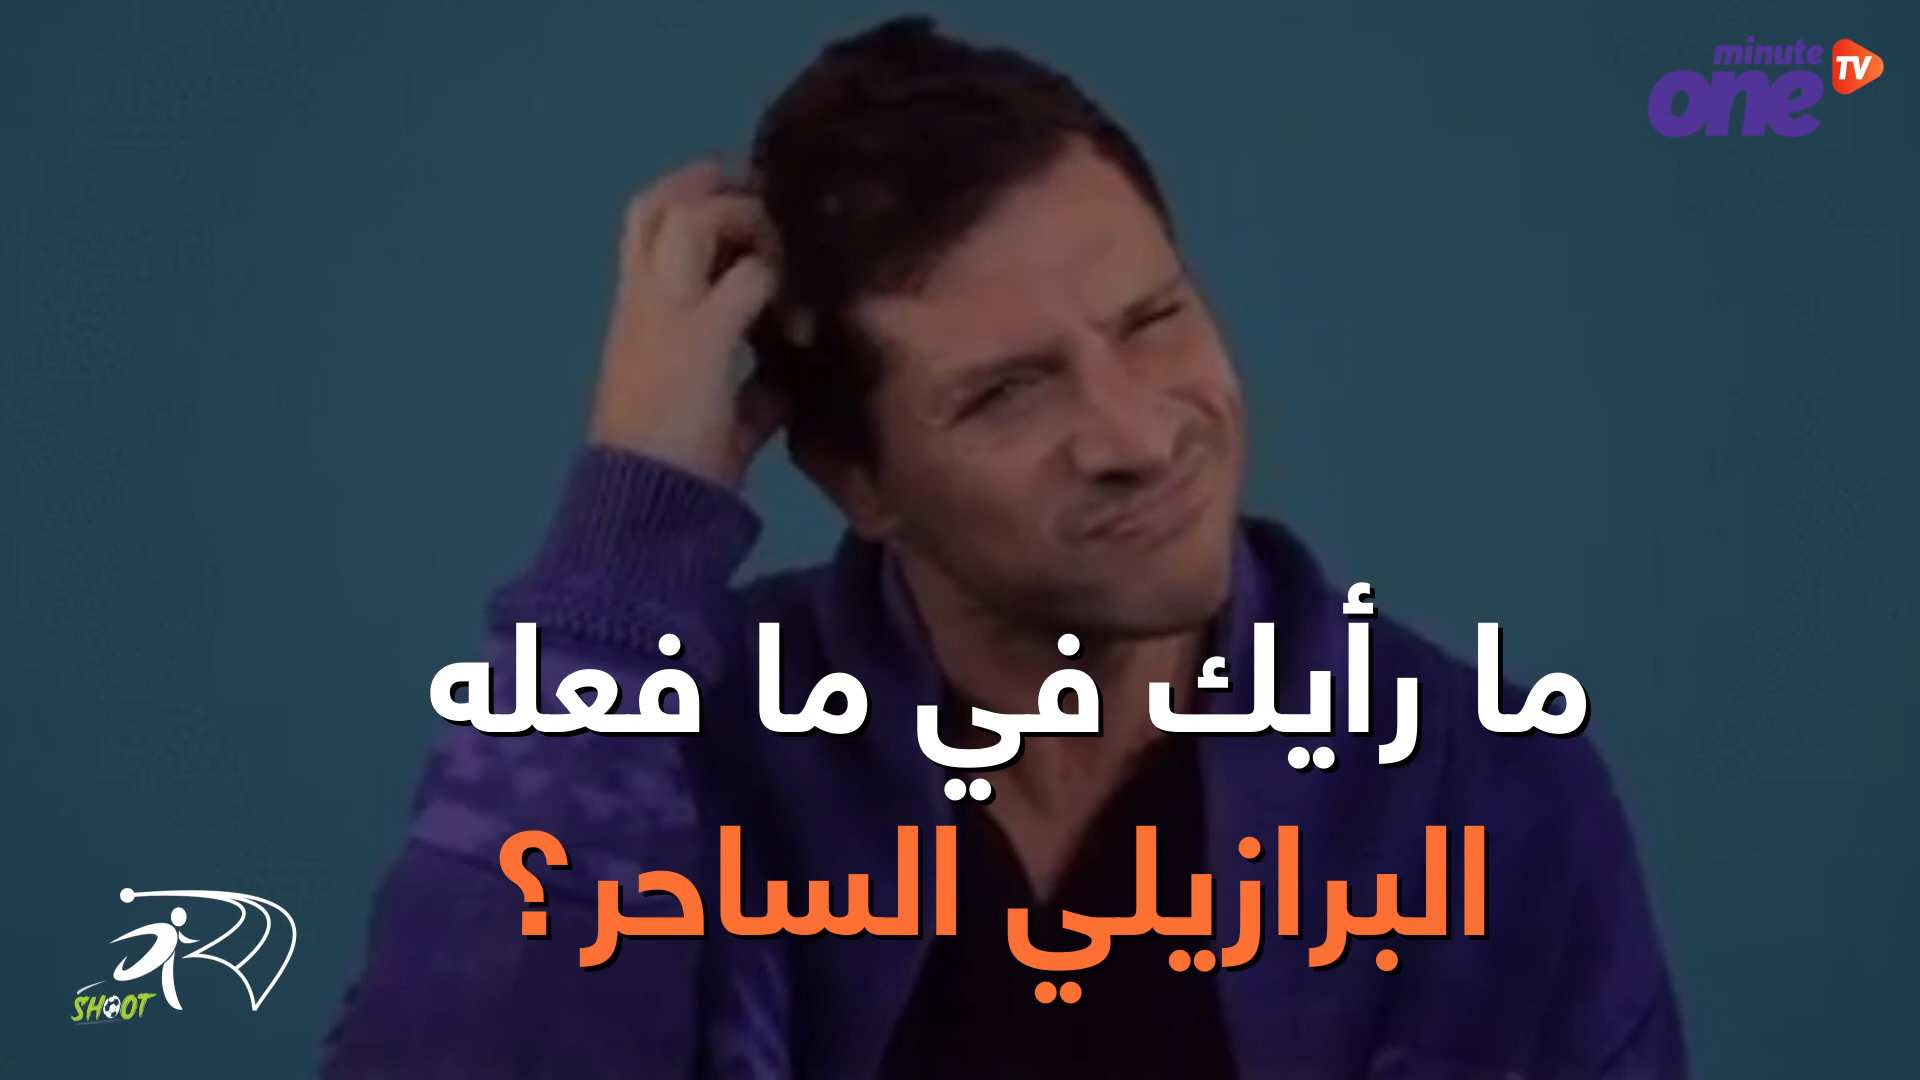 minute
one TV
ما رأيك في ما فعله
البرازيلي الساحر؟
SHOOT